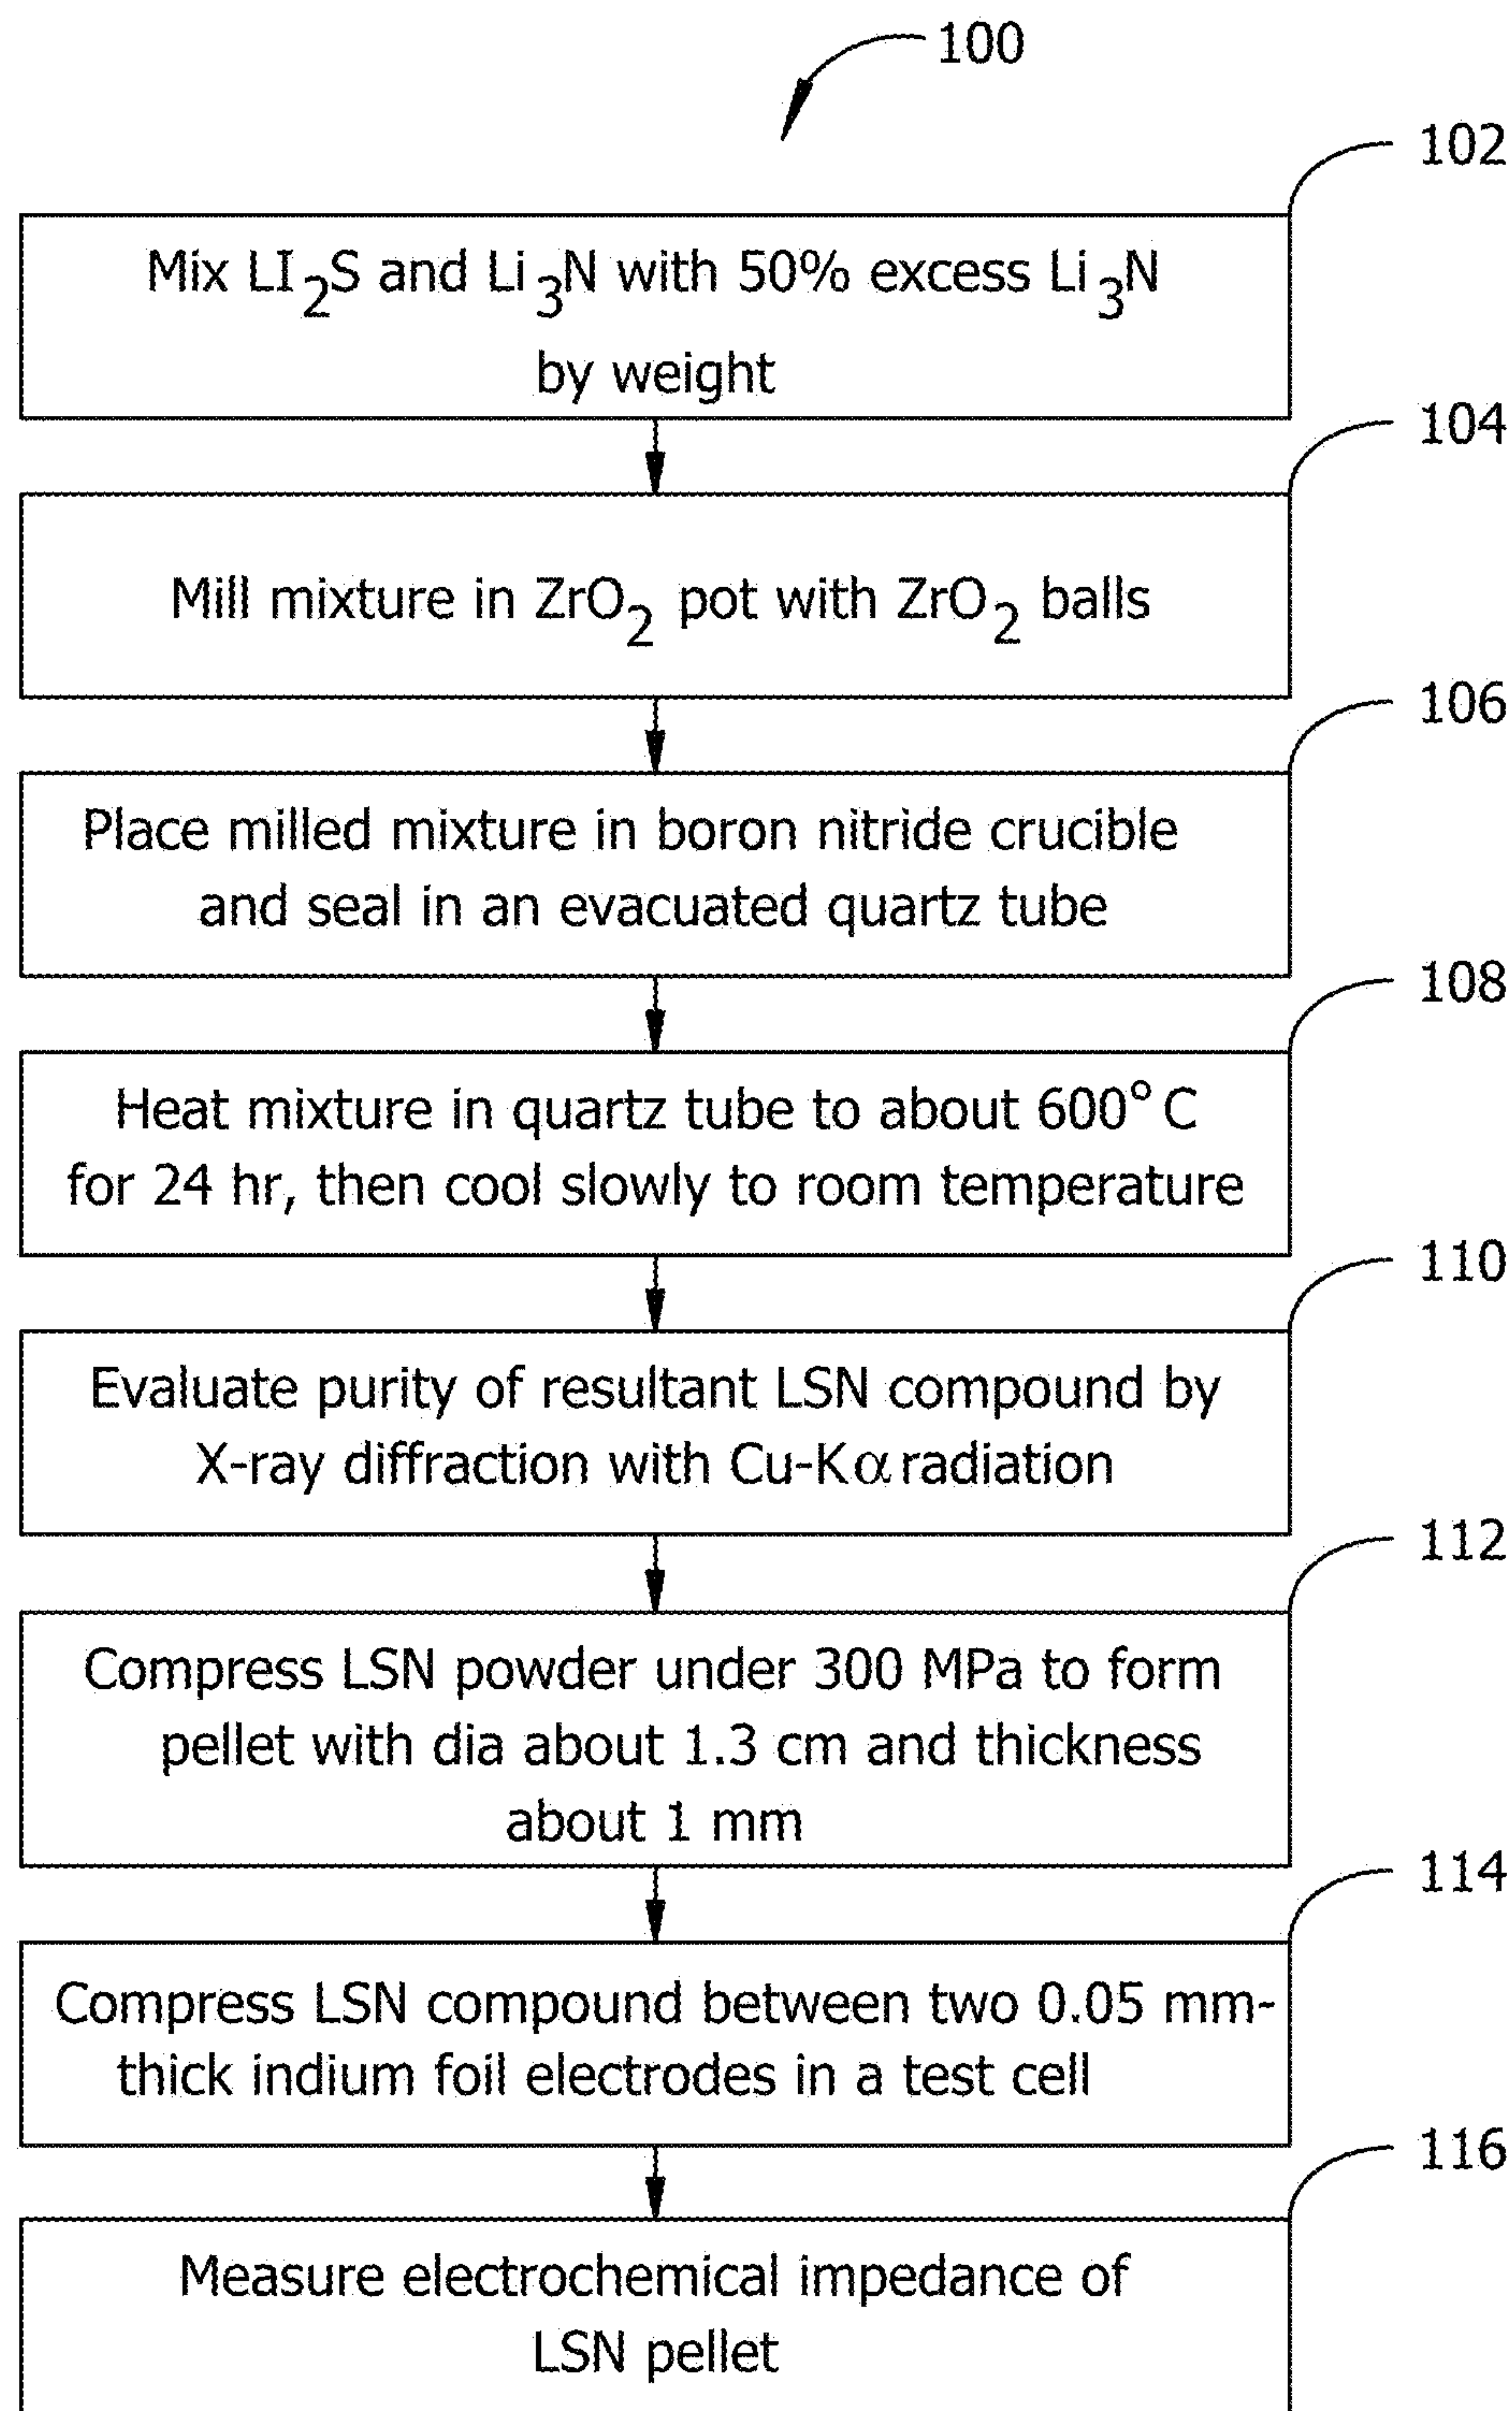 100
102
Mix LI₂S and Li₃N with 50% excess Li₃N
by weight
104
Mill mixture in ZrO₂ pot with ZrO₂ balls
106
Place milled mixture in boron nitride crucible
and seal in an evacuated quartz tube
108
Heat mixture in quartz tube to about 600° C
for 24 hr, then cool slowly to room temperature
110
Evaluate purity of resultant LSN compound by
X-ray diffraction with Cu-Kα radiation
112
Compress LSN powder under 300 MPa to form
pellet with dia about 1.3 cm and thickness
about 1 mm
114
Compress LSN compound between two 0.05 mm-
thick indium foil electrodes in a test cell
116
Measure electrochemical impedance of
LSN pellet